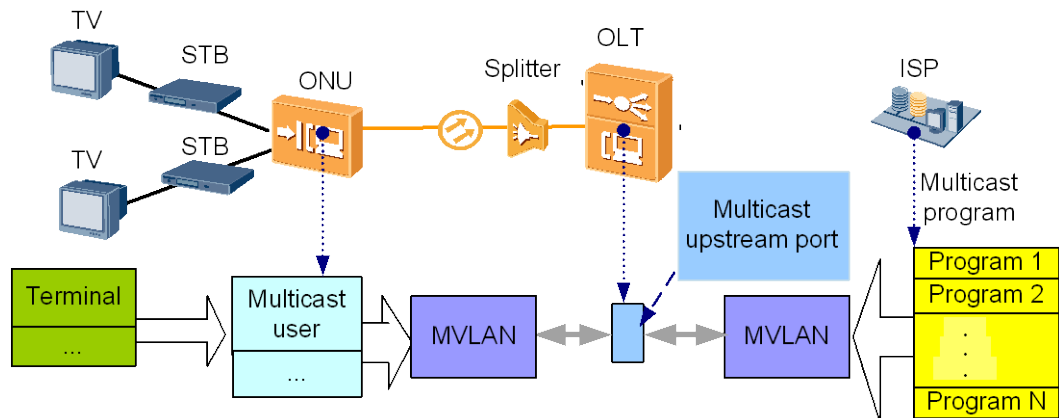 TV
STB
ONU
Splitter
OLT
ISP
TV
STB
Multicast
program
Multicast
upstream port
Terminal
...
Multicast
user
...
MVLAN
MVLAN
Program 1
Program 2
.
.
.
Program N